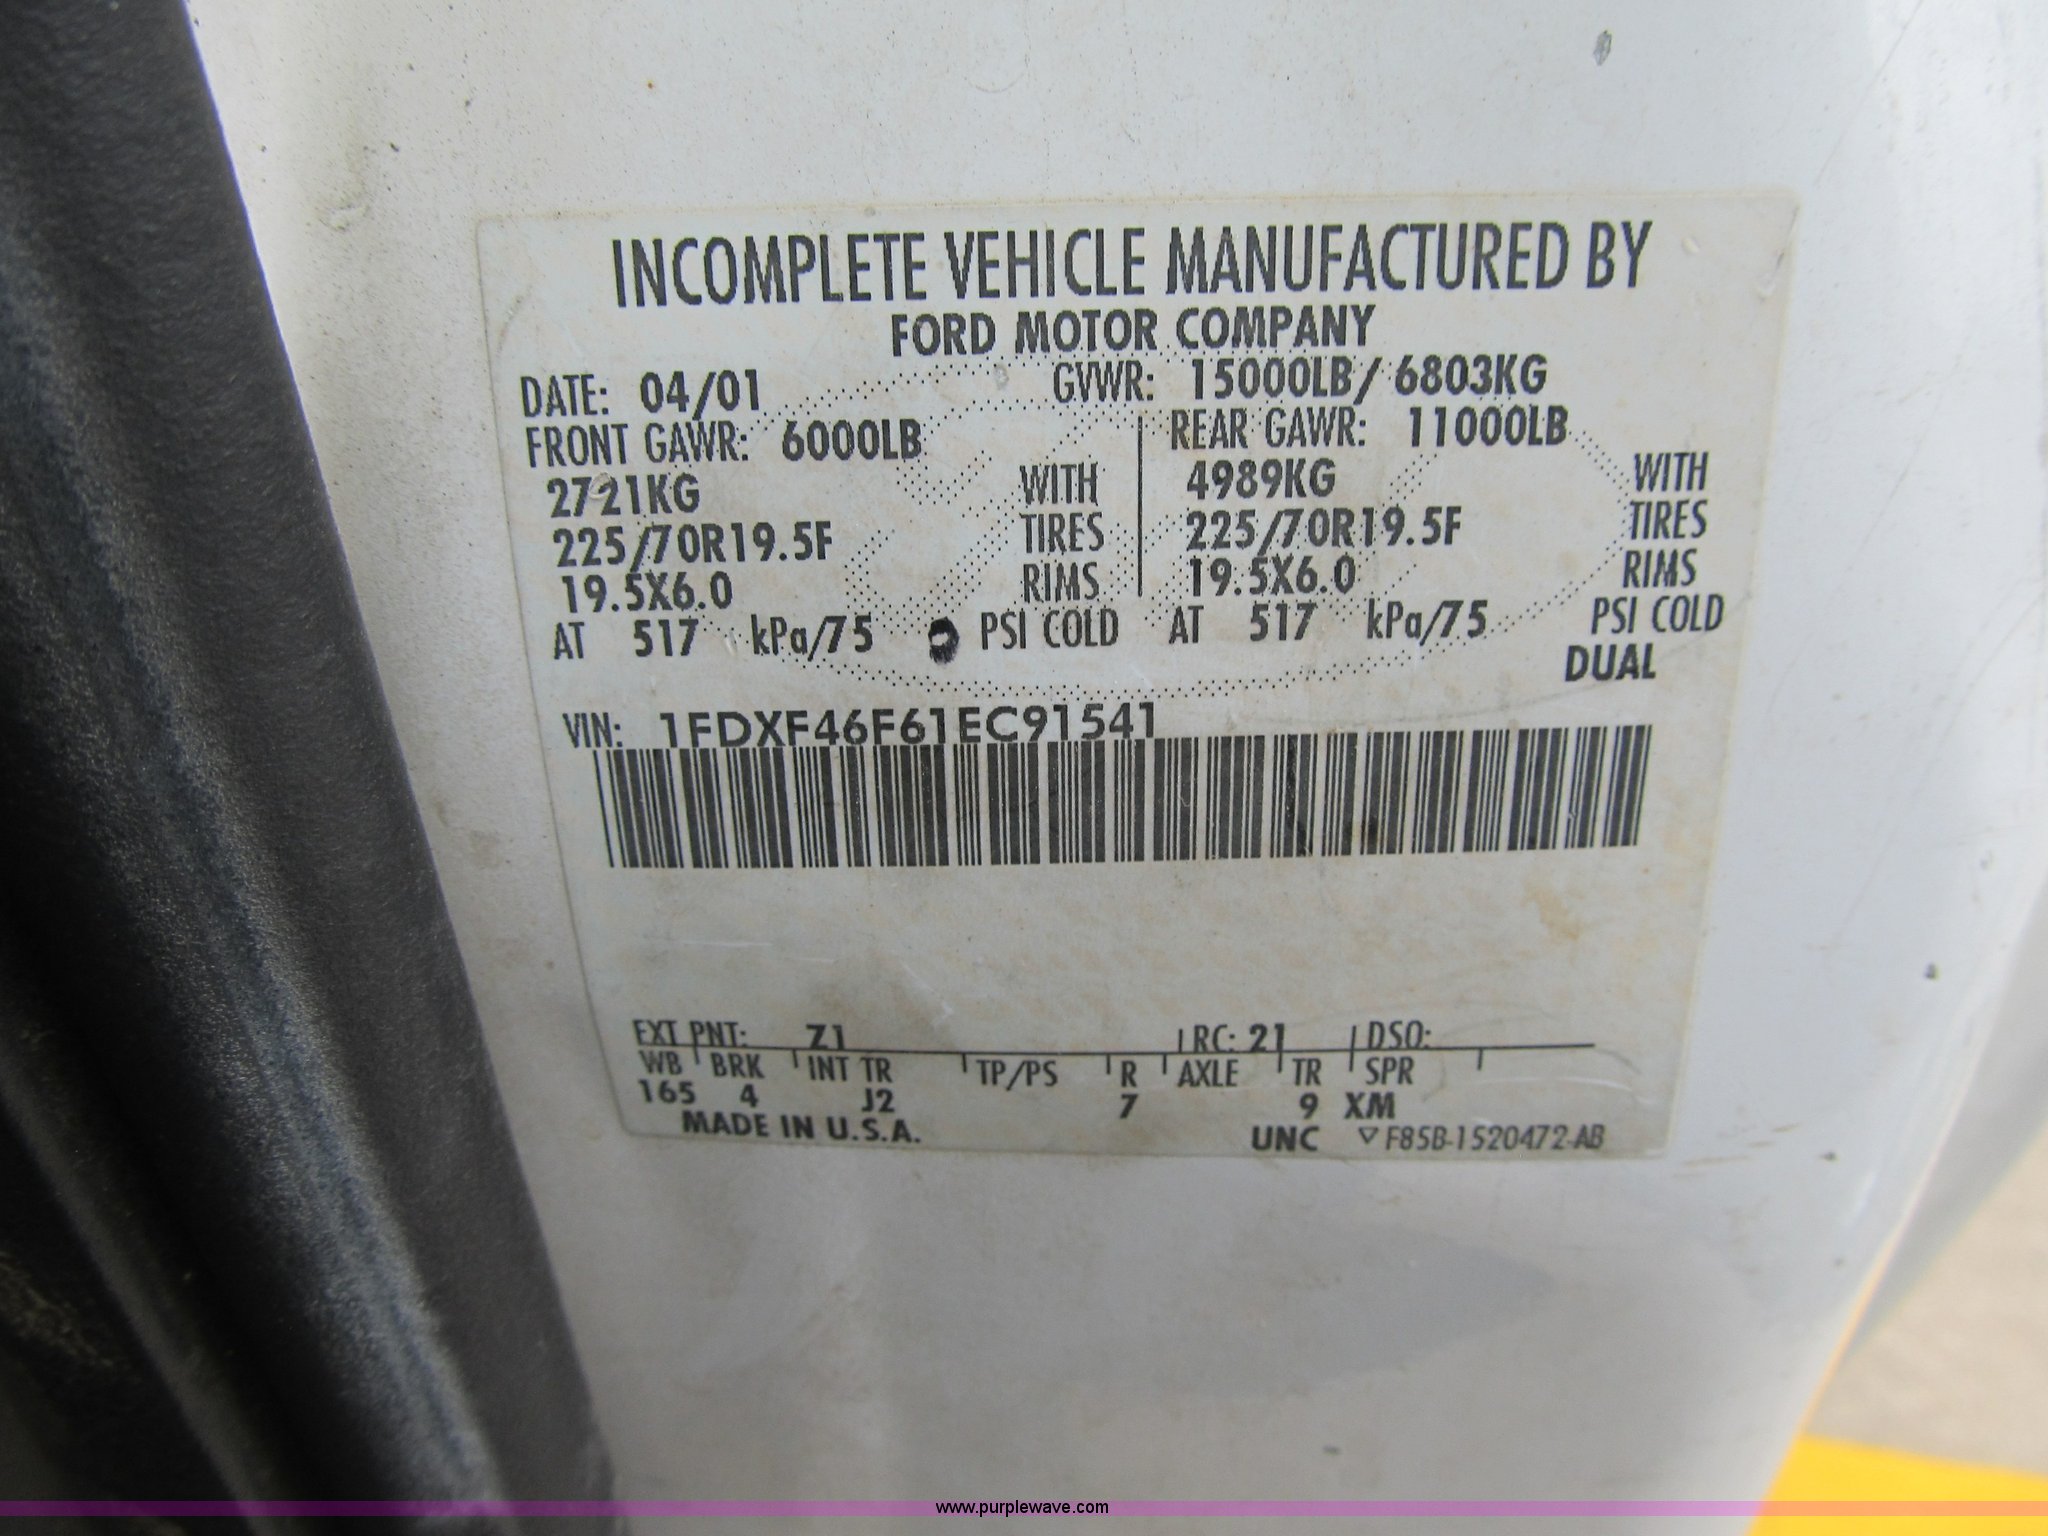 INCOMPLETE VEHICLE MANUFACTURED BY
FORD MOTOR COMPANY
DATE: 04/01 GVWR: 15000LB/ 6803KG
FRONT GAWR: 6000LB REAR GAWR: 11000LB
2721KG WITH 4989KG WITH
225/70R19.5F TIRES 225/70R19.5F TIRES
19.5X6.0 RIMS 19.5X6.0 RIMS
AT 517 kPa/75 PSI COLD AT 517 kPa/75 PSI COLD
DUAL
VIN: 1FDXF46F61EC91541
EXT PNT: Z1 RC: 21 DSO:
WB BRK INT TR TP/PS R AXLE TR SPR
165 4 J2 7 9 XM
MADE IN U.S.A. UNC ▽ F85B-1520472-AB
www.purplewave.com